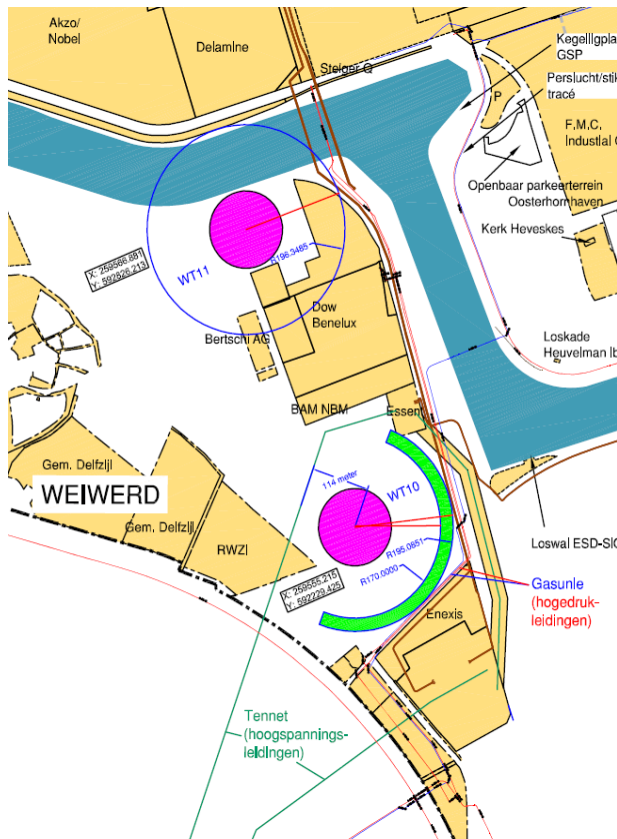 Akzo/
Nobel
Delamine
Steiger Q
Kegelligpla
GSP
Perslucht/stik
tracé
P
F.M.C.
Industial C
Openbaar parkeerterrein
Oosterhornhaven
Kerk Heveskes
R196.3465
WT11
X: 259566.881
Y: 592826.213
Dow
Benelux
Bertschi AG
Loskade
Heuvelman Ib
BAM NBM
Essent
Gem. Delfzijl
114 meter
WT10
WEIWERD
Gem. Delfzijl
RWZI
R195.0851
R170.0000
Loswal ESD-SIC
X: 259555.215
Y: 592229.425
Gasunie
(hogedruk-
leidingen)
Enexis
Tennet
(hoogspannings-
leidingen)